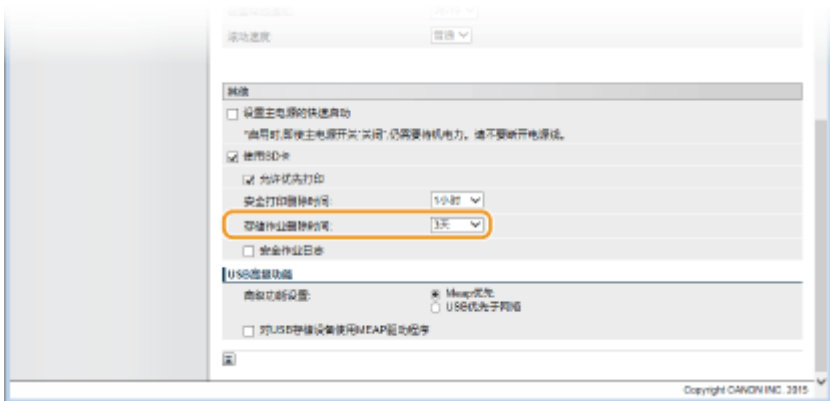 滚动速度: 普通
其他
设置主电源的快速启动
*启用时,即使主电源开关"关闭",仍需要待机电力。请不要断开电源线。
使用SD卡
允许优先打印
安全打印删除时间: 1小时
存储作业删除时间: 3天
安全作业日志
USB高级功能
高级功能设置: Meap优先
USB优先于网络
对USB存储设备使用MEAP驱动程序
Copyright CANON INC. 2015